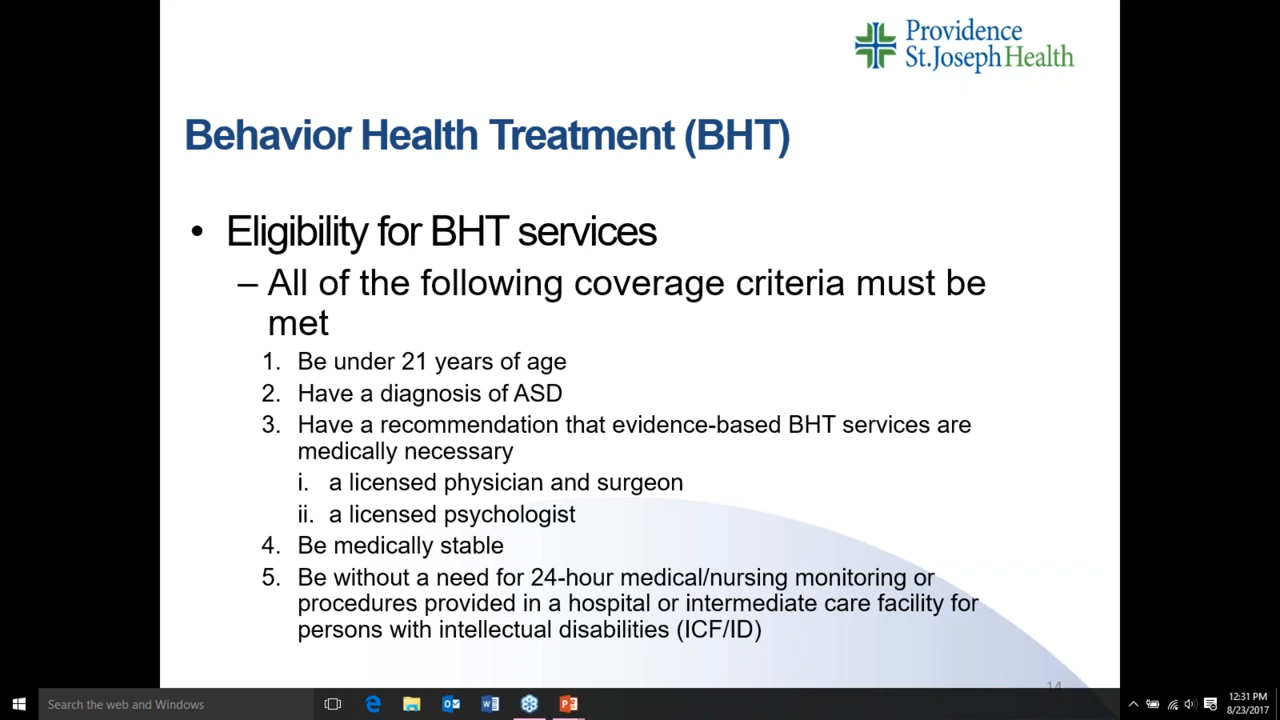 Providence
St.Joseph Health
Behavior Health Treatment (BHT)
• Eligibility for BHT services
– All of the following coverage criteria must be
met
1. Be under 21 years of age
2. Have a diagnosis of ASD
3. Have a recommendation that evidence-based BHT services are
medically necessary
i. a licensed physician and surgeon
ii. a licensed psychologist
4. Be medically stable
5. Be without a need for 24-hour medical/nursing monitoring or
procedures provided in a hospital or intermediate care facility for
persons with intellectual disabilities (ICF/ID)
14
Search the web and Windows
12:31 PM
8/23/2017